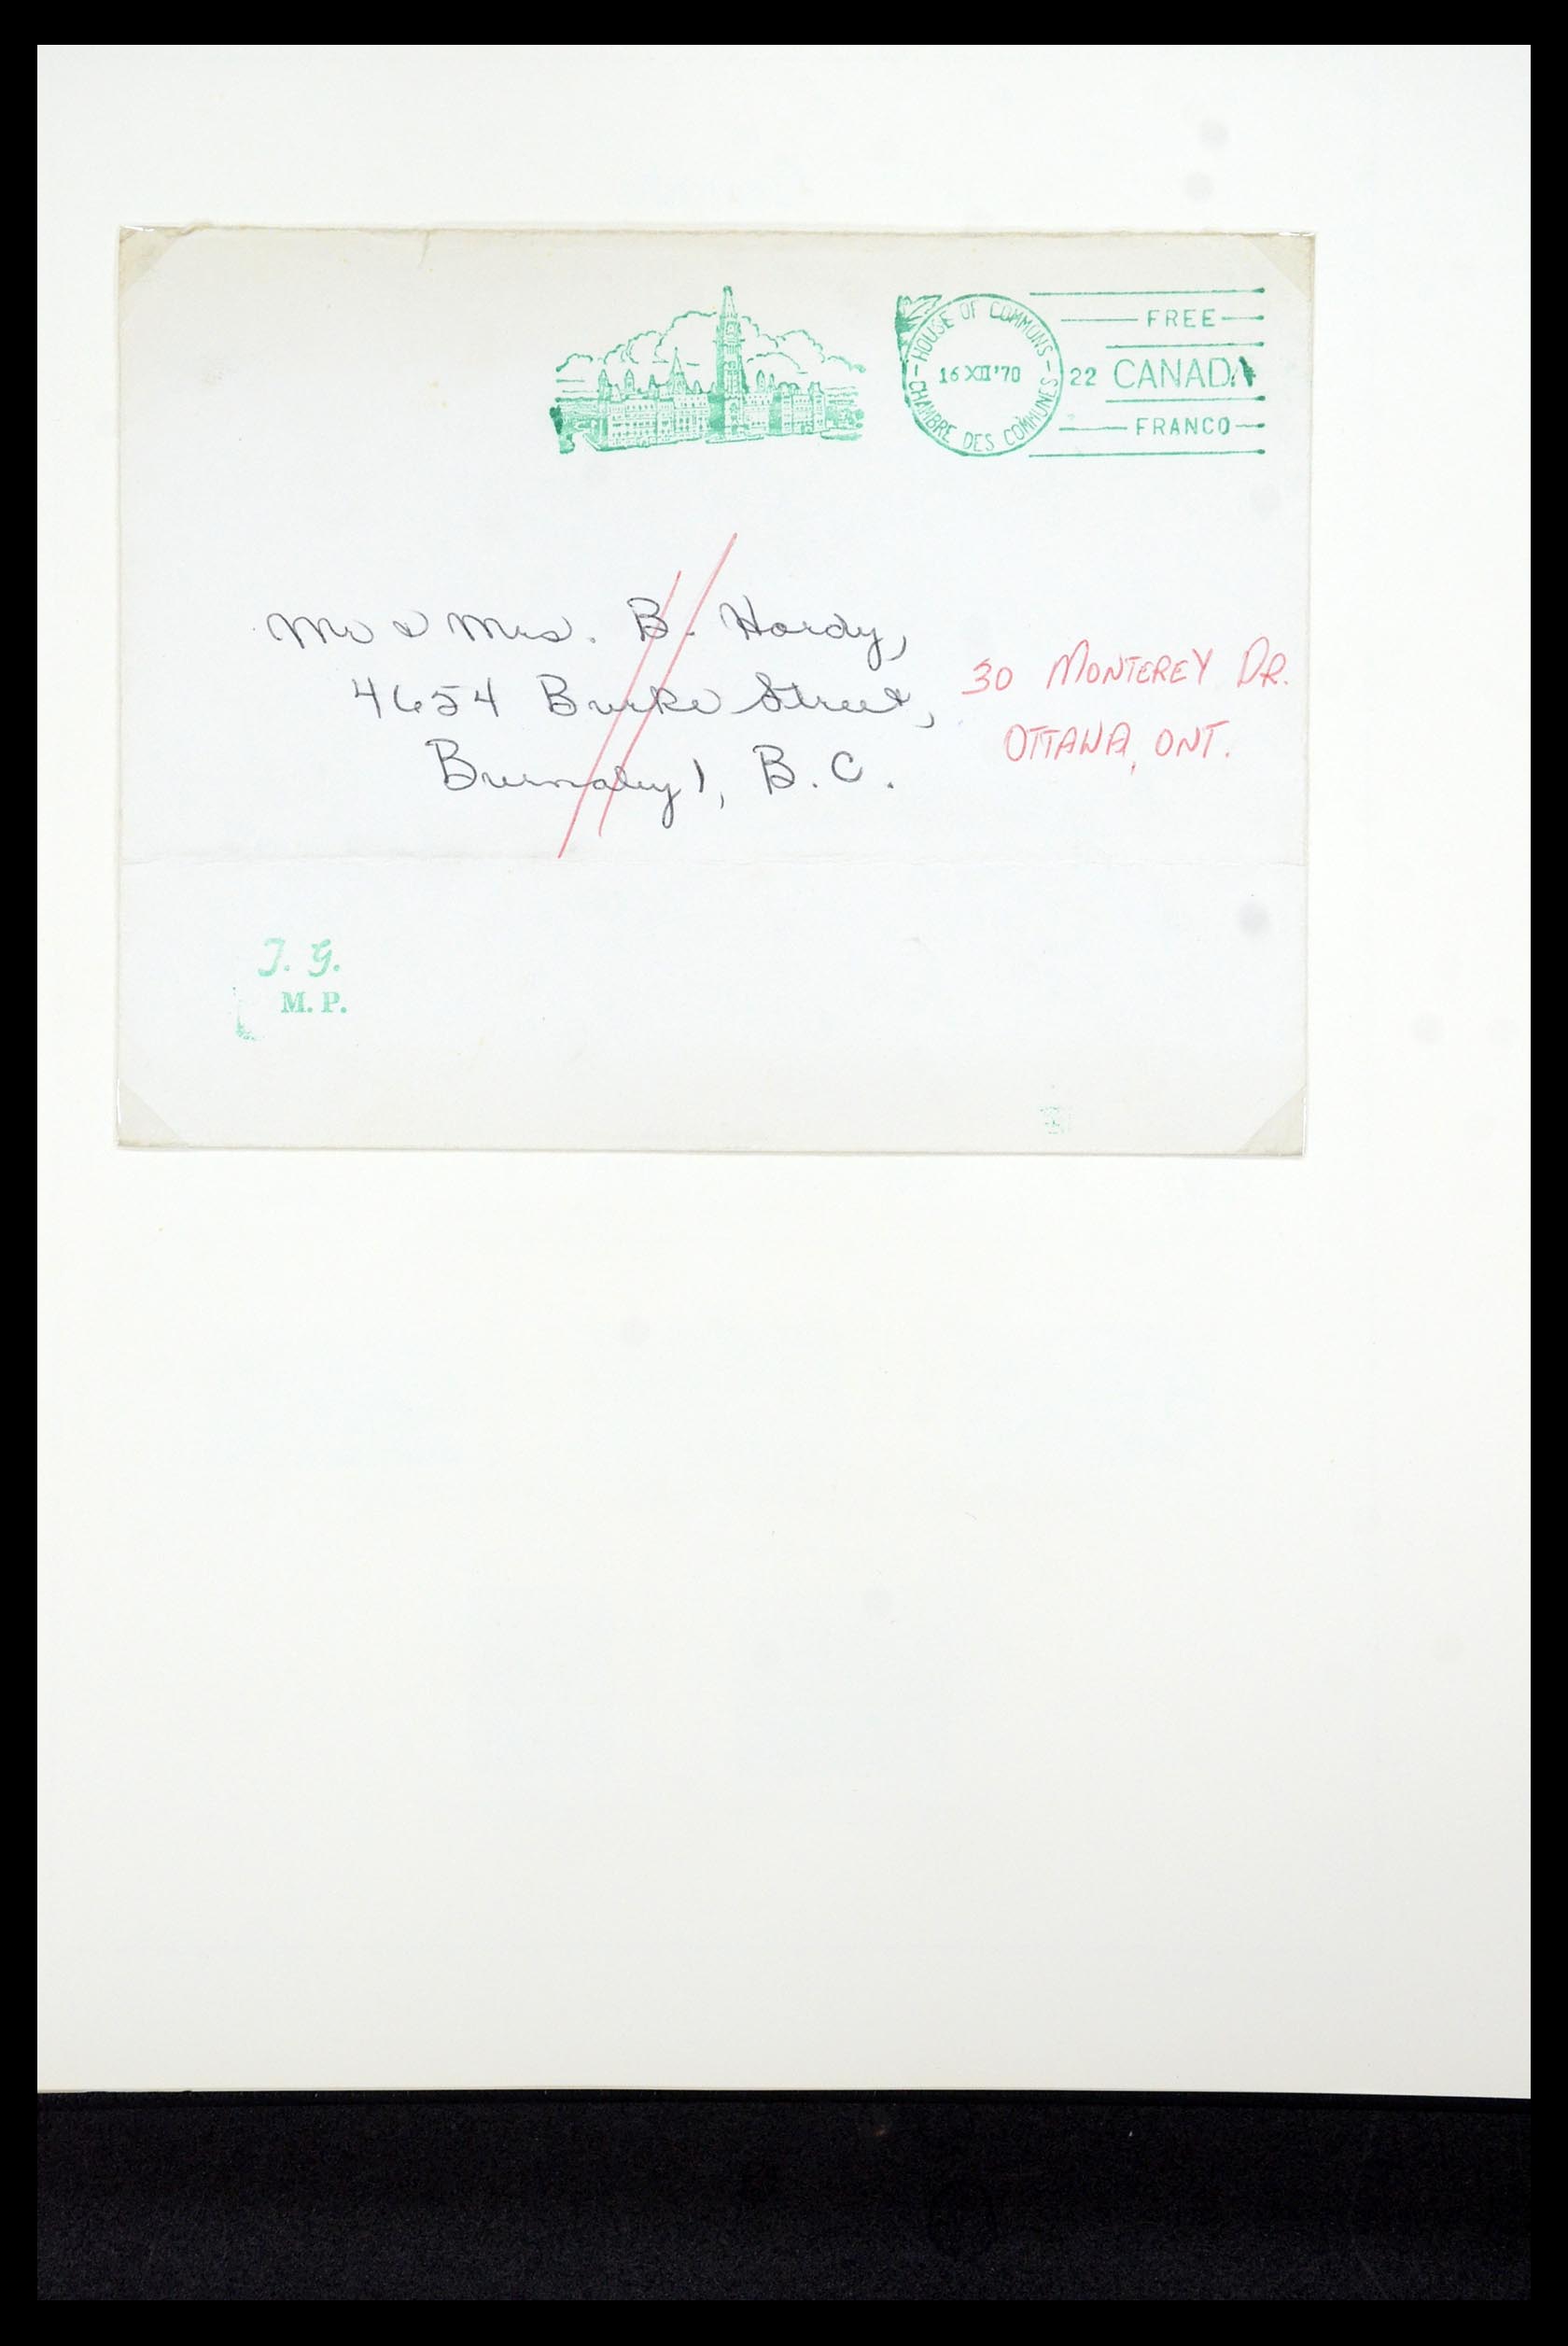 HOUSE OF COMMONS
CHAMBRE DES COMMUNES
16 XII '70
FREE
22 CANADA
FRANCO
Mr & Mrs. B. Hardy,
4654 Burke Street,
Burnaby 1, B.C.
30 MONTEREY DR.
OTTAWA, ONT.
J. G.
M. P.